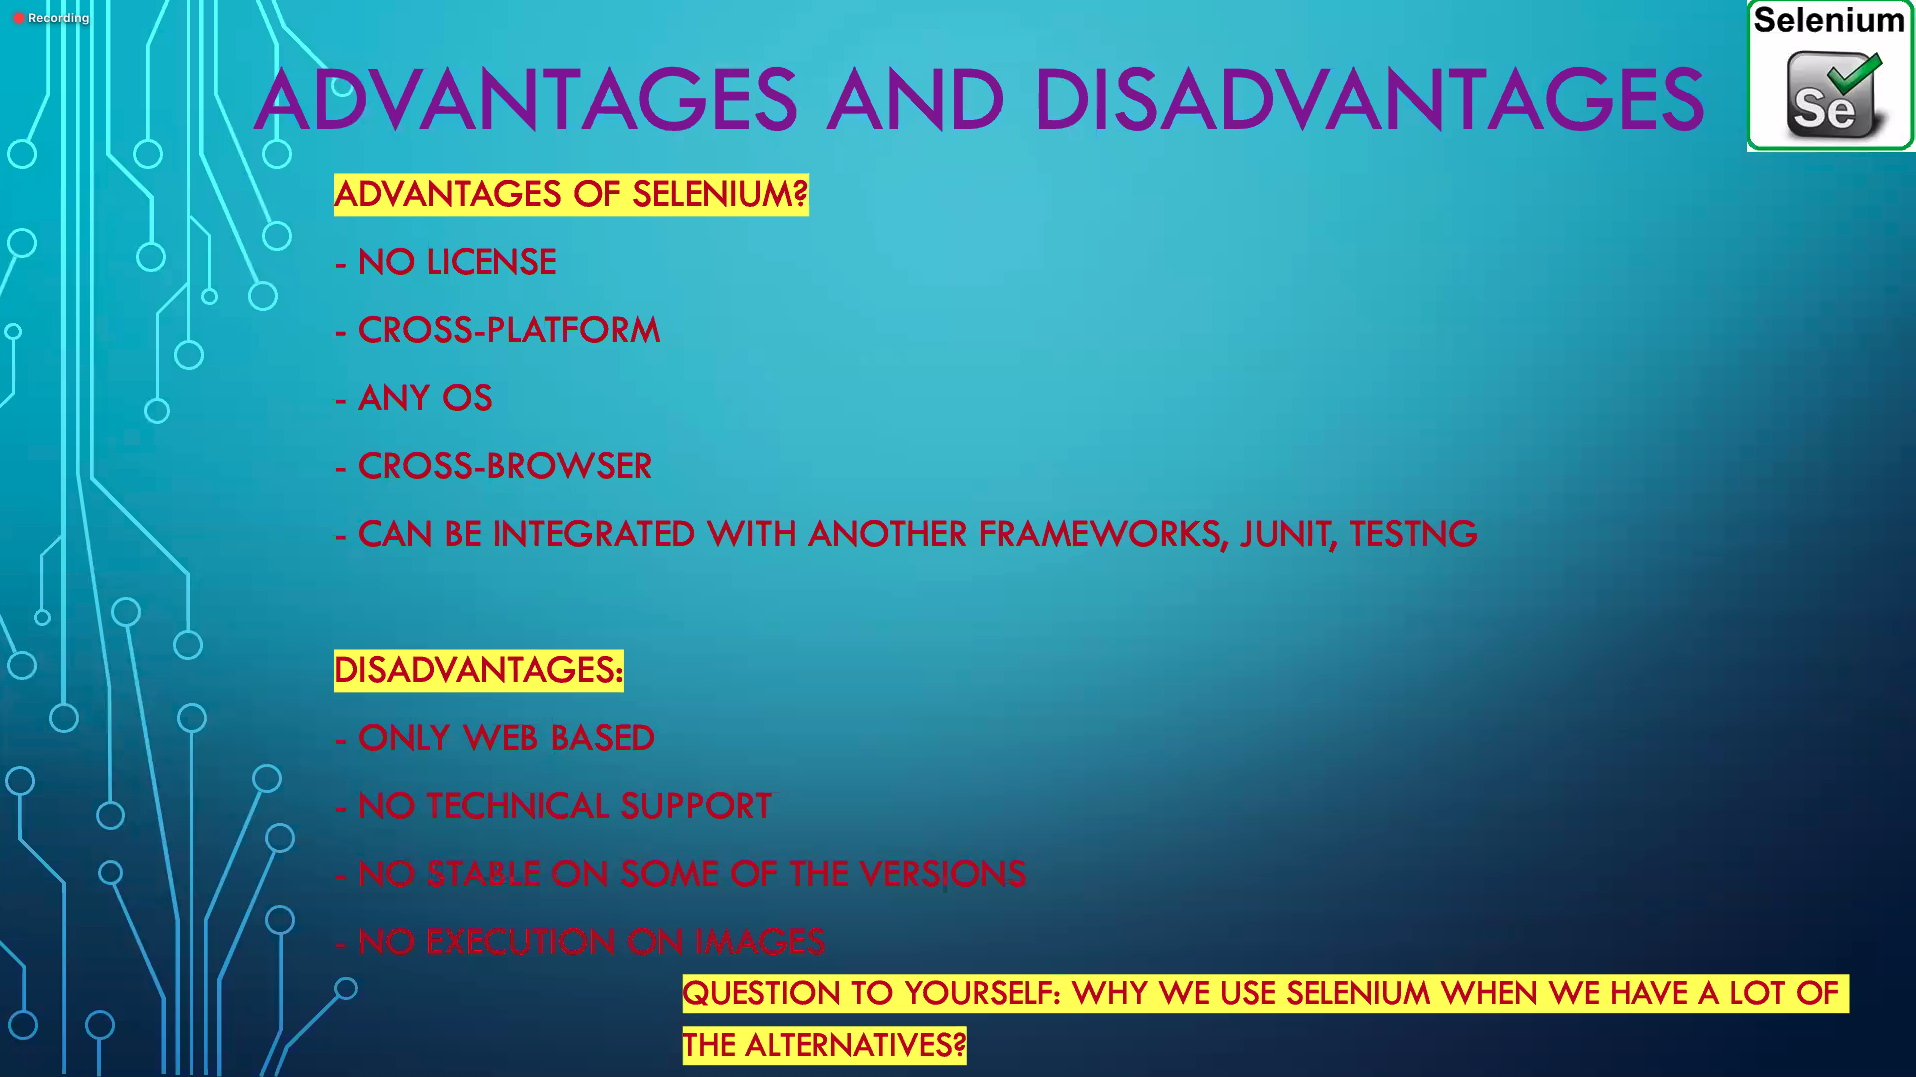 Recording
Selenium
Se
ADVANTAGES AND DISADVANTAGES
ADVANTAGES OF SELENIUM?
- NO LICENSE
- CROSS-PLATFORM
- ANY OS
- CROSS-BROWSER
- CAN BE INTEGRATED WITH ANOTHER FRAMEWORKS, JUNIT, TESTNG
DISADVANTAGES:
- ONLY WEB BASED
- NO TECHNICAL SUPPORT
- NO STABLE ON SOME OF THE VERSIONS
- NO EXECUTION ON IMAGES
QUESTION TO YOURSELF: WHY WE USE SELENIUM WHEN WE HAVE A LOT OF
THE ALTERNATIVES?